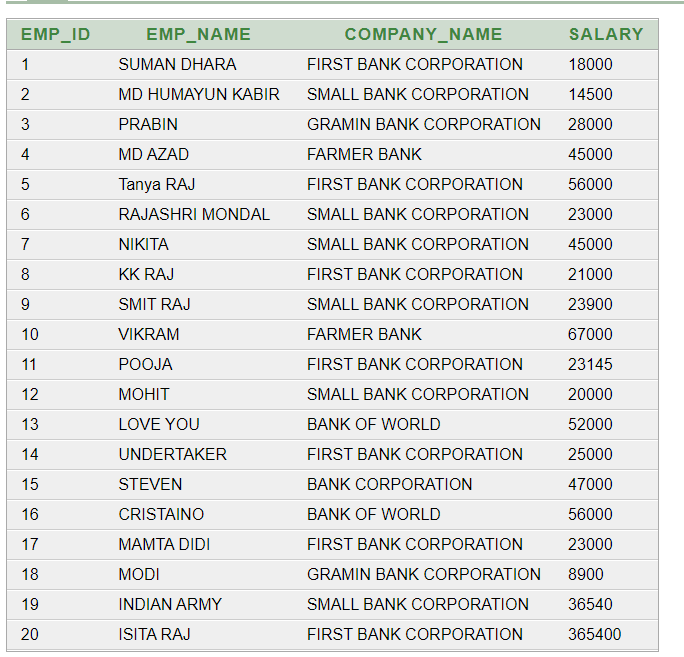 EMP_ID EMP_NAME COMPANY_NAME SALARY
1 SUMAN DHARA FIRST BANK CORPORATION 18000
2 MD HUMAYUN KABIR SMALL BANK CORPORATION 14500
3 PRABIN GRAMIN BANK CORPORATION 28000
4 MD AZAD FARMER BANK 45000
5 Tanya RAJ FIRST BANK CORPORATION 56000
6 RAJASHRI MONDAL SMALL BANK CORPORATION 23000
7 NIKITA SMALL BANK CORPORATION 45000
8 KK RAJ FIRST BANK CORPORATION 21000
9 SMIT RAJ SMALL BANK CORPORATION 23900
10 VIKRAM FARMER BANK 67000
11 POOJA FIRST BANK CORPORATION 23145
12 MOHIT SMALL BANK CORPORATION 20000
13 LOVE YOU BANK OF WORLD 52000
14 UNDERTAKER FIRST BANK CORPORATION 25000
15 STEVEN BANK CORPORATION 47000
16 CRISTAINO BANK OF WORLD 56000
17 MAMTA DIDI FIRST BANK CORPORATION 23000
18 MODI GRAMIN BANK CORPORATION 8900
19 INDIAN ARMY SMALL BANK CORPORATION 36540
20 ISITA RAJ FIRST BANK CORPORATION 365400